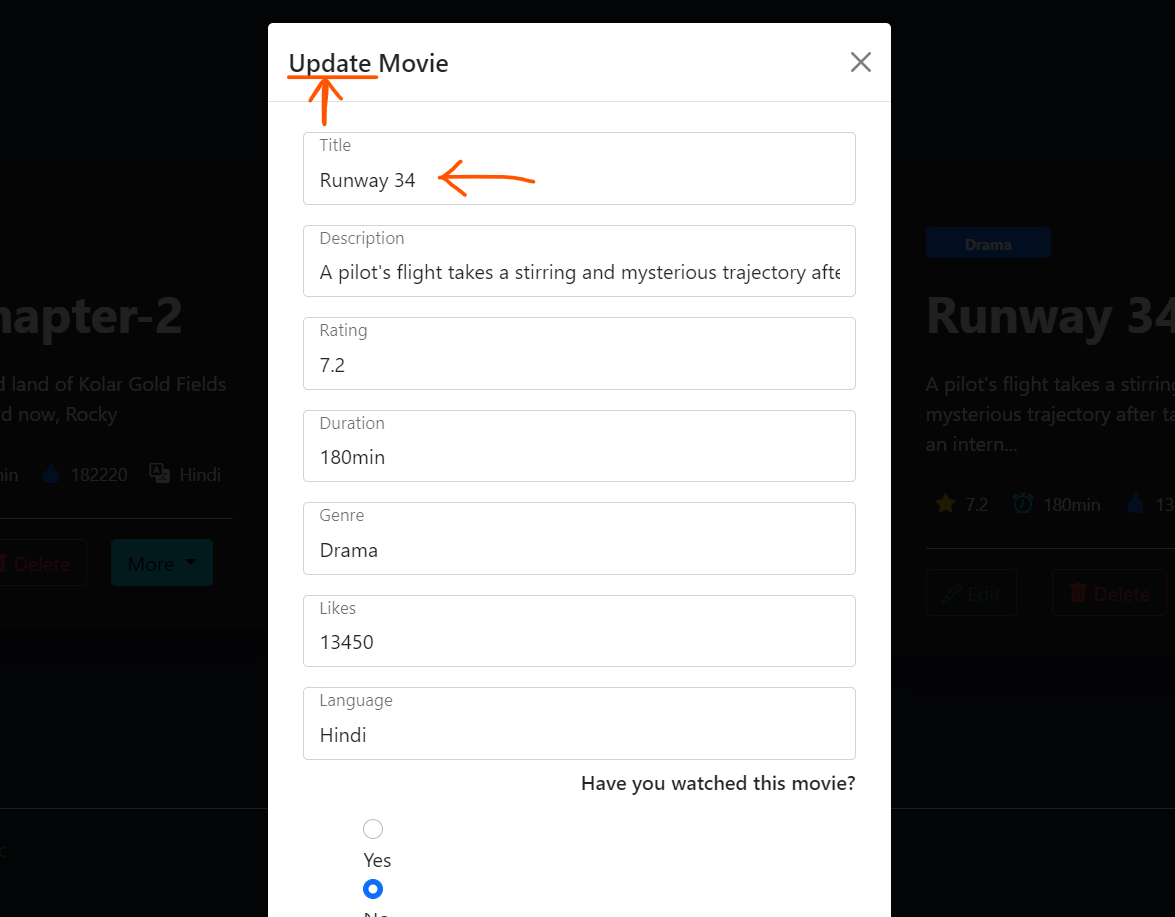 Update Movie
Title
Runway 34
Description
A pilot's flight takes a stirring and mysterious trajectory afte
Rating
7.2
Duration
180min
Genre
Drama
Likes
13450
Language
Hindi
Have you watched this movie?
Yes
No
hapter-2
d land of Kolar Gold Fields
rd now, Rocky
in 182220 Hindi
Delete More
Drama
Runway 34
A pilot's flight takes a stirring
mysterious trajectory after ta
an intern...
7.2 180min 13
Edit Delete